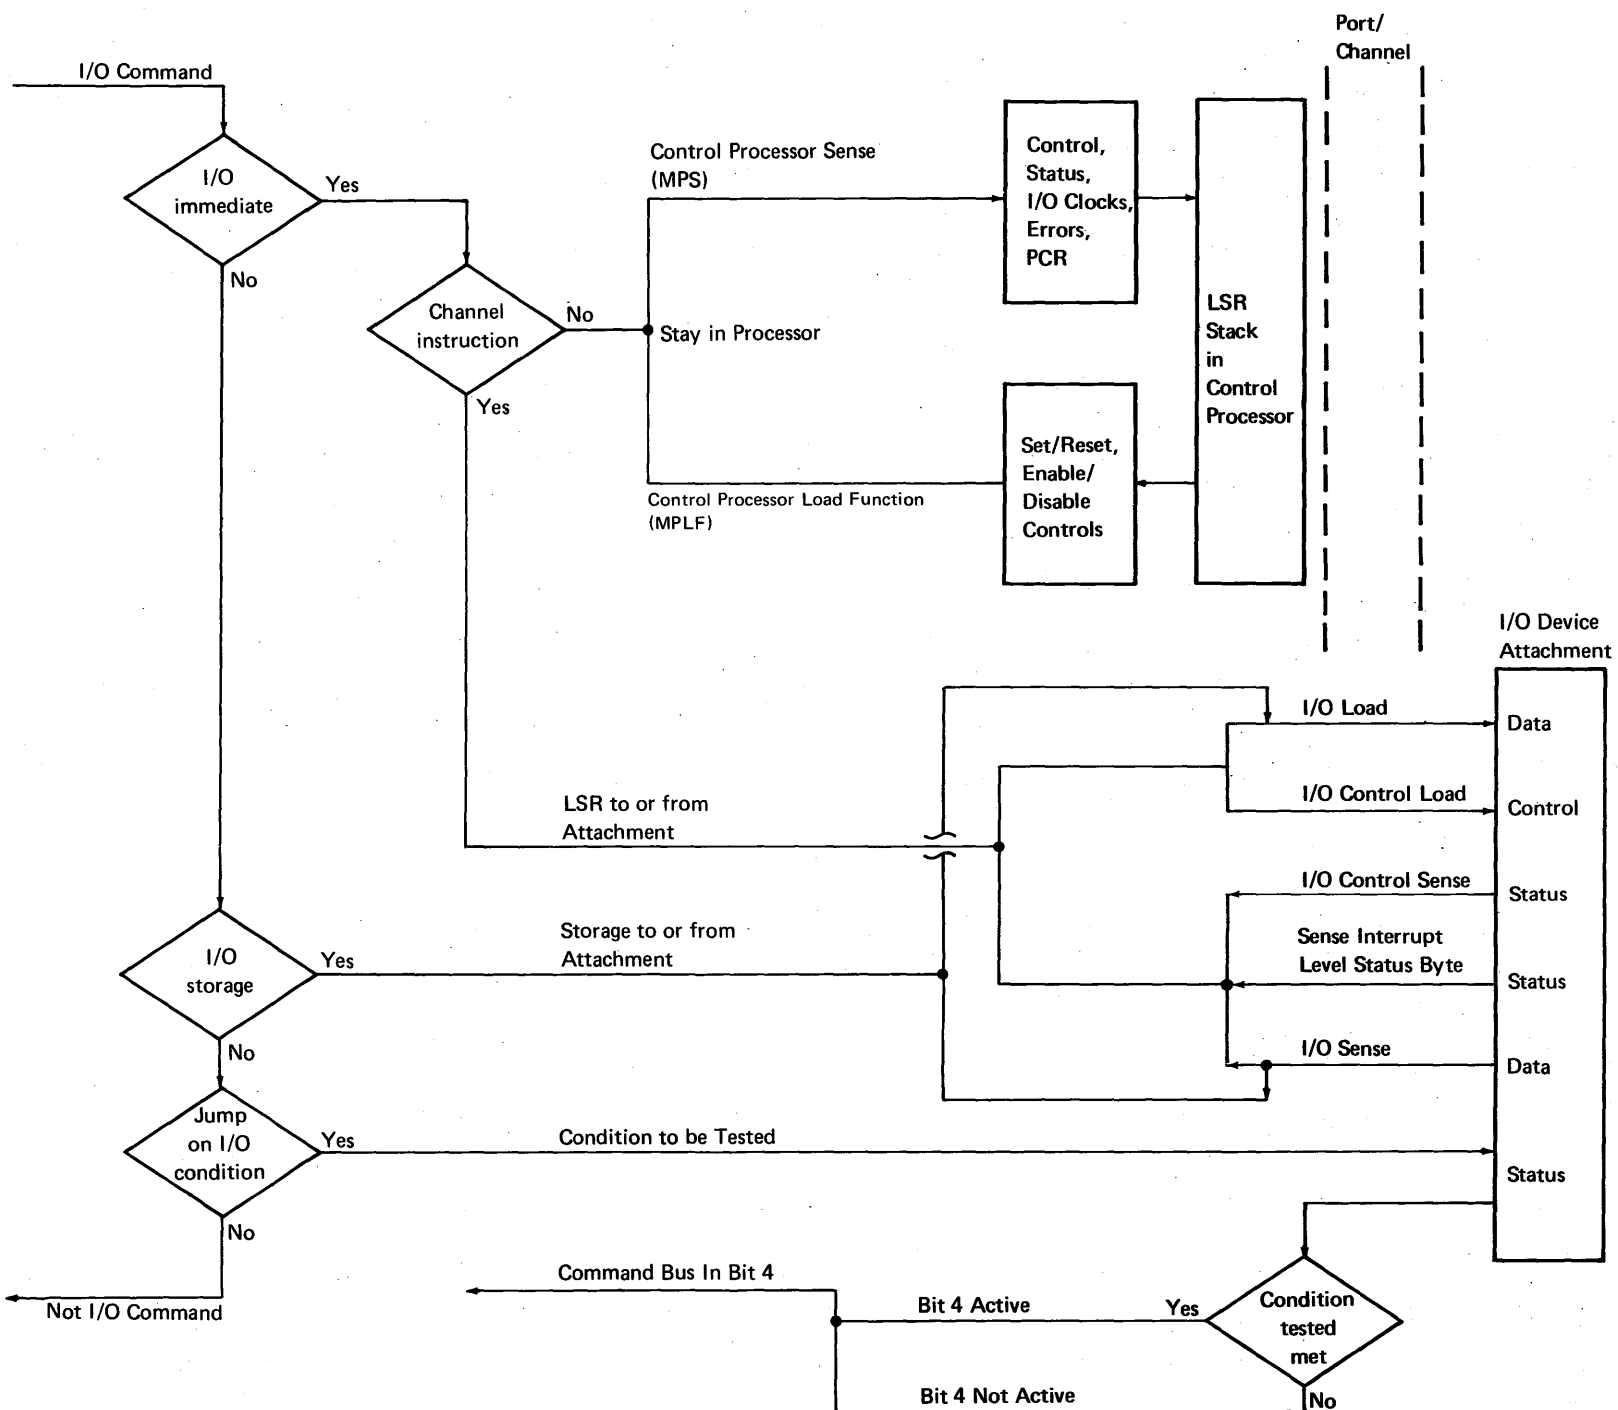 Port/
Channel
I/O Command
I/O
immediate
Yes
No
Control Processor Sense
(MPS)
Control,
Status,
I/O Clocks,
Errors,
PCR
Channel
instruction
No
Yes
Stay in Processor
LSR
Stack
in
Control
Processor
Set/Reset,
Enable/
Disable
Controls
Control Processor Load Function
(MPLF)
I/O Device
Attachment
I/O Load
Data
I/O Control Load
Control
LSR to or from
Attachment
I/O Control Sense
Status
Sense Interrupt
Level Status Byte
Status
I/O
storage
Yes
No
Storage to or from
Attachment
I/O Sense
Data
Jump
on I/O
condition
Yes
No
Condition to be Tested
Status
Not I/O Command
Command Bus In Bit 4
Bit 4 Active
Yes
Condition
tested
met
Bit 4 Not Active
No